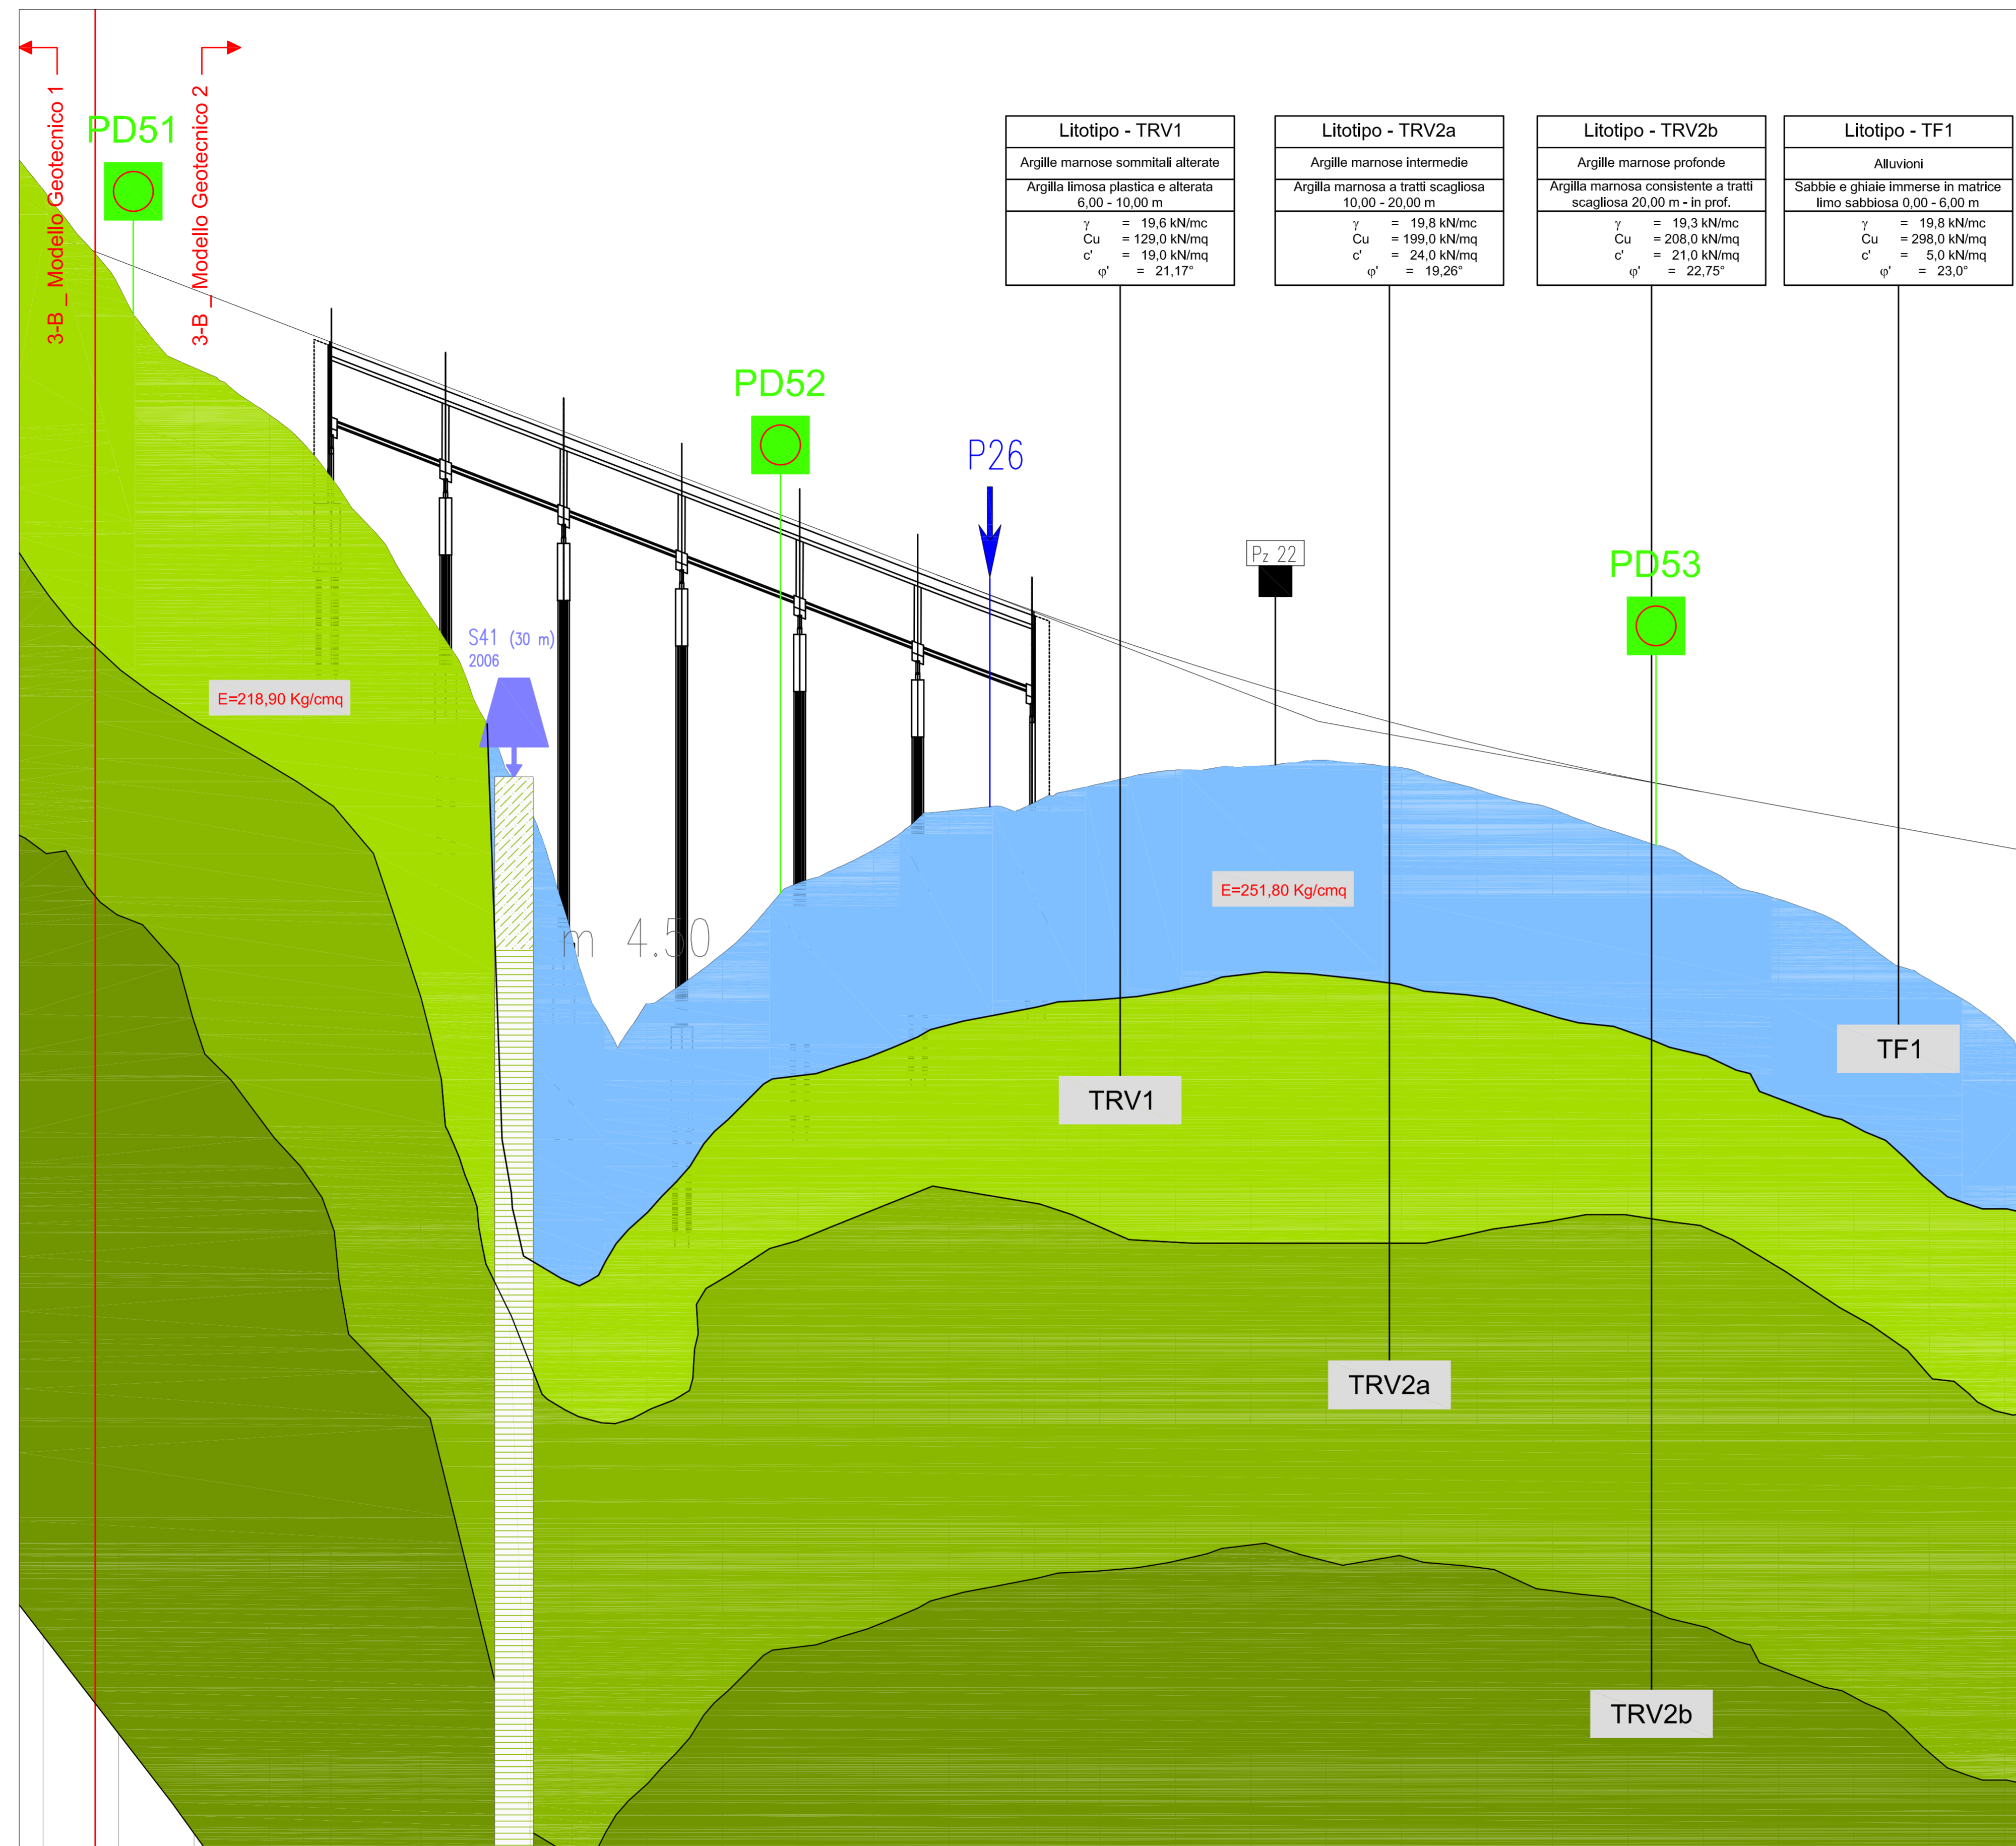 3-B _ Modello Geotecnico 1
3-B _ Modello Geotecnico 2
PD51
Litotipo - TRV1
Argille marnose sommitali alterate
Argilla limosa plastica e alterata
6,00 - 10,00 m
γ = 19,6 kN/mc
Cu = 129,0 kN/mq
c' = 19,0 kN/mq
φ' = 21,17°
Litotipo - TRV2a
Argille marnose intermedie
Argilla marnosa a tratti scagliosa
10,00 - 20,00 m
γ = 19,8 kN/mc
Cu = 199,0 kN/mq
c' = 24,0 kN/mq
φ' = 19,26°
Litotipo - TRV2b
Argille marnose profonde
Argilla marnosa consistente a tratti
scagliosa 20,00 m - in prof.
γ = 19,3 kN/mc
Cu = 208,0 kN/mq
c' = 21,0 kN/mq
φ' = 22,75°
Litotipo - TF1
Alluvioni
Sabbie e ghiaie immerse in matrice
limo sabbiosa 0,00 - 6,00 m
γ = 19,8 kN/mc
Cu = 298,0 kN/mq
c' = 5,0 kN/mq
φ' = 23,0°
PD52
P26
Pz 22
PD53
S41 (30 m)
2006
E=218,90 Kg/cmq
E=251,80 Kg/cmq
m 4.50
TF1
TRV1
TRV2a
TRV2b